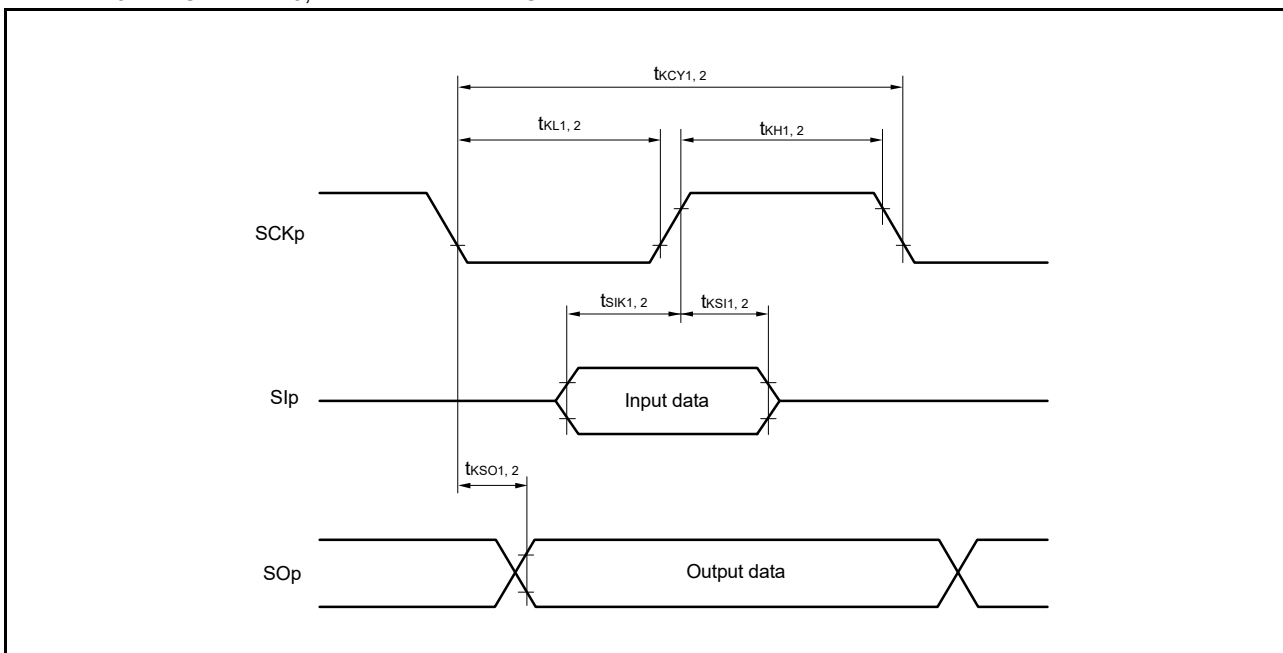 tKCY1, 2
tKL1, 2
tKH1, 2
SCKp
tSIK1, 2
tKSI1, 2
SIp
Input data
tKSO1, 2
SOp
Output data